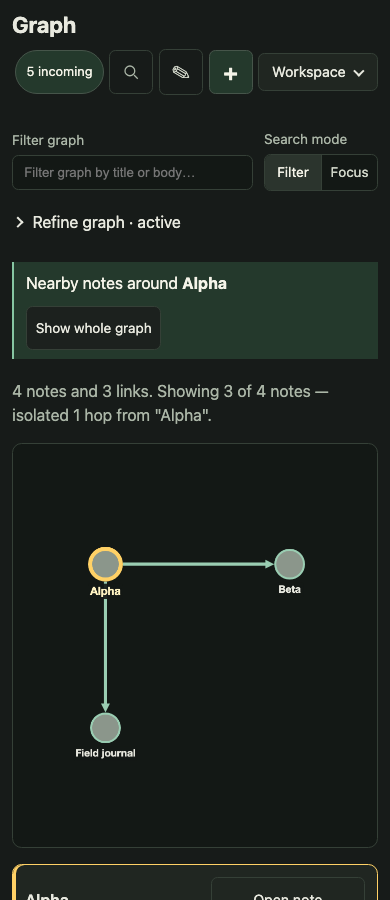 Graph
5 incoming
Workspace
Filter graph
Search mode
Filter graph by title or body…
Filter
Focus
Refine graph · active
Nearby notes around Alpha
Show whole graph
4 notes and 3 links. Showing 3 of 4 notes —
isolated 1 hop from "Alpha".
Alpha
Beta
Field journal
Alpha
Open note